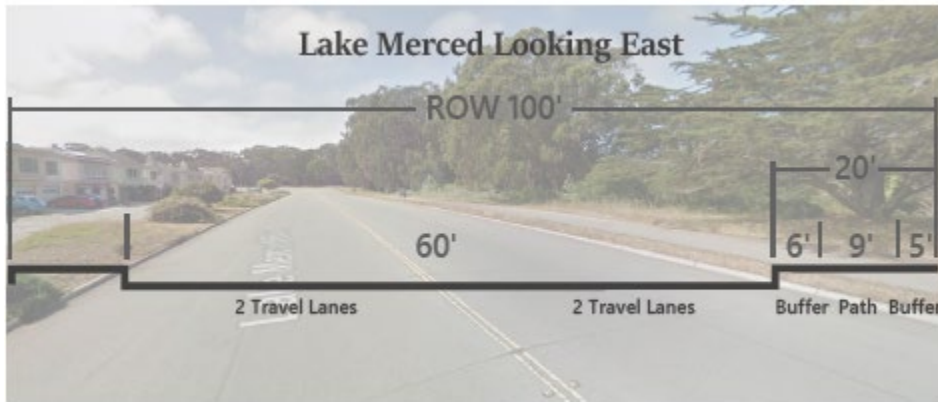 Lake Merced Looking East
ROW 100'
20'
60'
6' 9' 5'
2 Travel Lanes 2 Travel Lanes Buffer Path Buffer